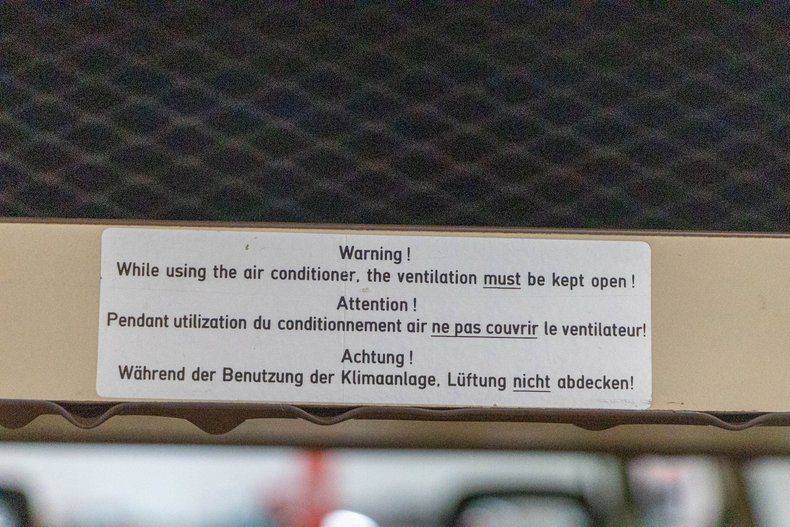 Warning !
While using the air conditioner, the ventilation must be kept open !
Attention !
Pendant utilization du conditionnement air ne pas couvrir le ventilateur!
Achtung !
Während der Benutzung der Klimaanlage, Lüftung nicht abdecken!